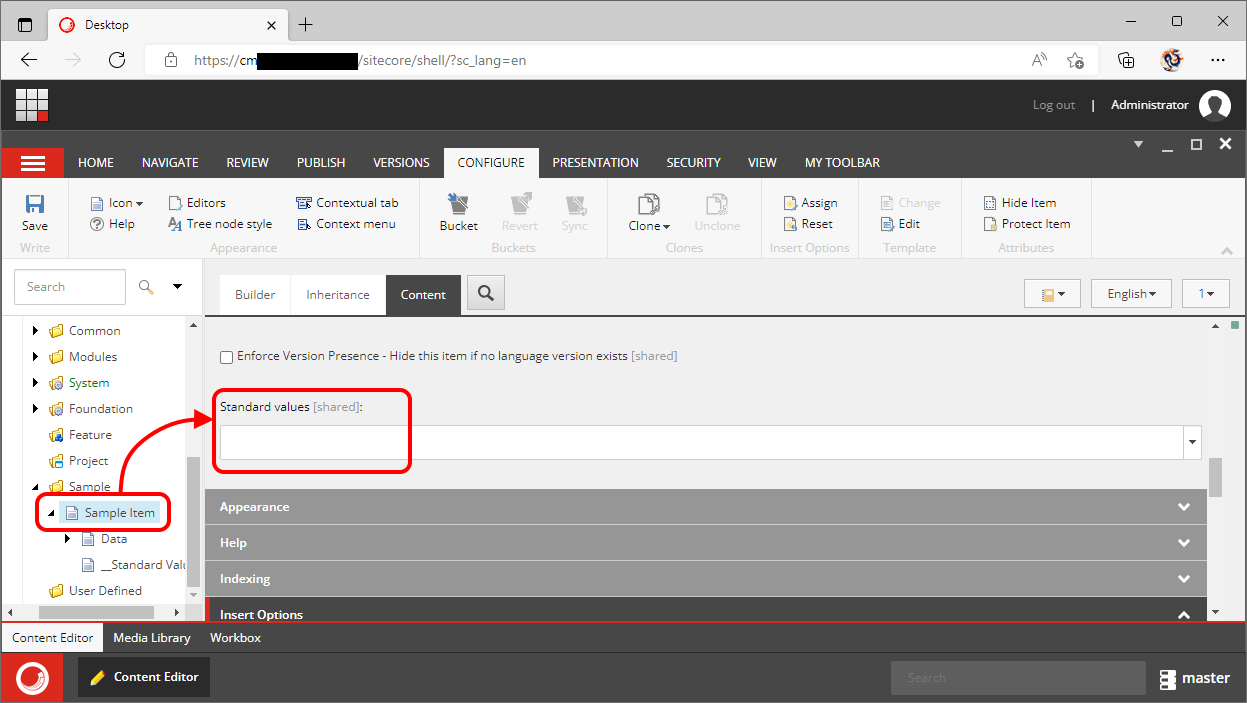 Desktop
https://cm /sitecore/shell/?sc_lang=en
Log out | Administrator
HOME NAVIGATE REVIEW PUBLISH VERSIONS CONFIGURE PRESENTATION SECURITY VIEW MY TOOLBAR
Icon Editors Contextual tab Assign Change Hide Item
Save Help Tree node style Context menu Bucket Revert Sync Clone Unclone Reset Edit Protect Item
Write Appearance Buckets Clones Insert Options Template Attributes
Search Builder Inheritance Content English 1
Common
Modules
System
Foundation
Feature
Project
Sample
Sample Item
Data
__Standard Valu
User Defined
Enforce Version Presence - Hide this item if no language version exists [shared]
Standard values [shared]:
Appearance
Help
Indexing
Insert Options
Content Editor Media Library Workbox
Content Editor Search master